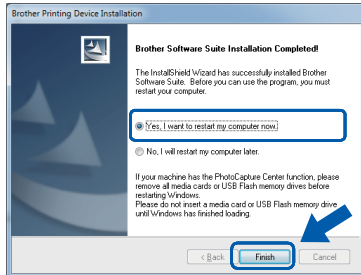 Brother Printing Device Installation
Brother Software Suite Installation Completed!
The InstallShield Wizard has successfully installed Brother
Software Suite. Before you can use the program, you must
restart your computer.
Yes, I want to restart my computer now.
No, I will restart my computer later.
If your machine has the PhotoCapture Center function, please
remove all media cards or USB Flash memory drives before
restarting Windows.
Please do not insert a media card or USB Flash memory drive
until Windows has finished loading.
< Back
Finish
Cancel